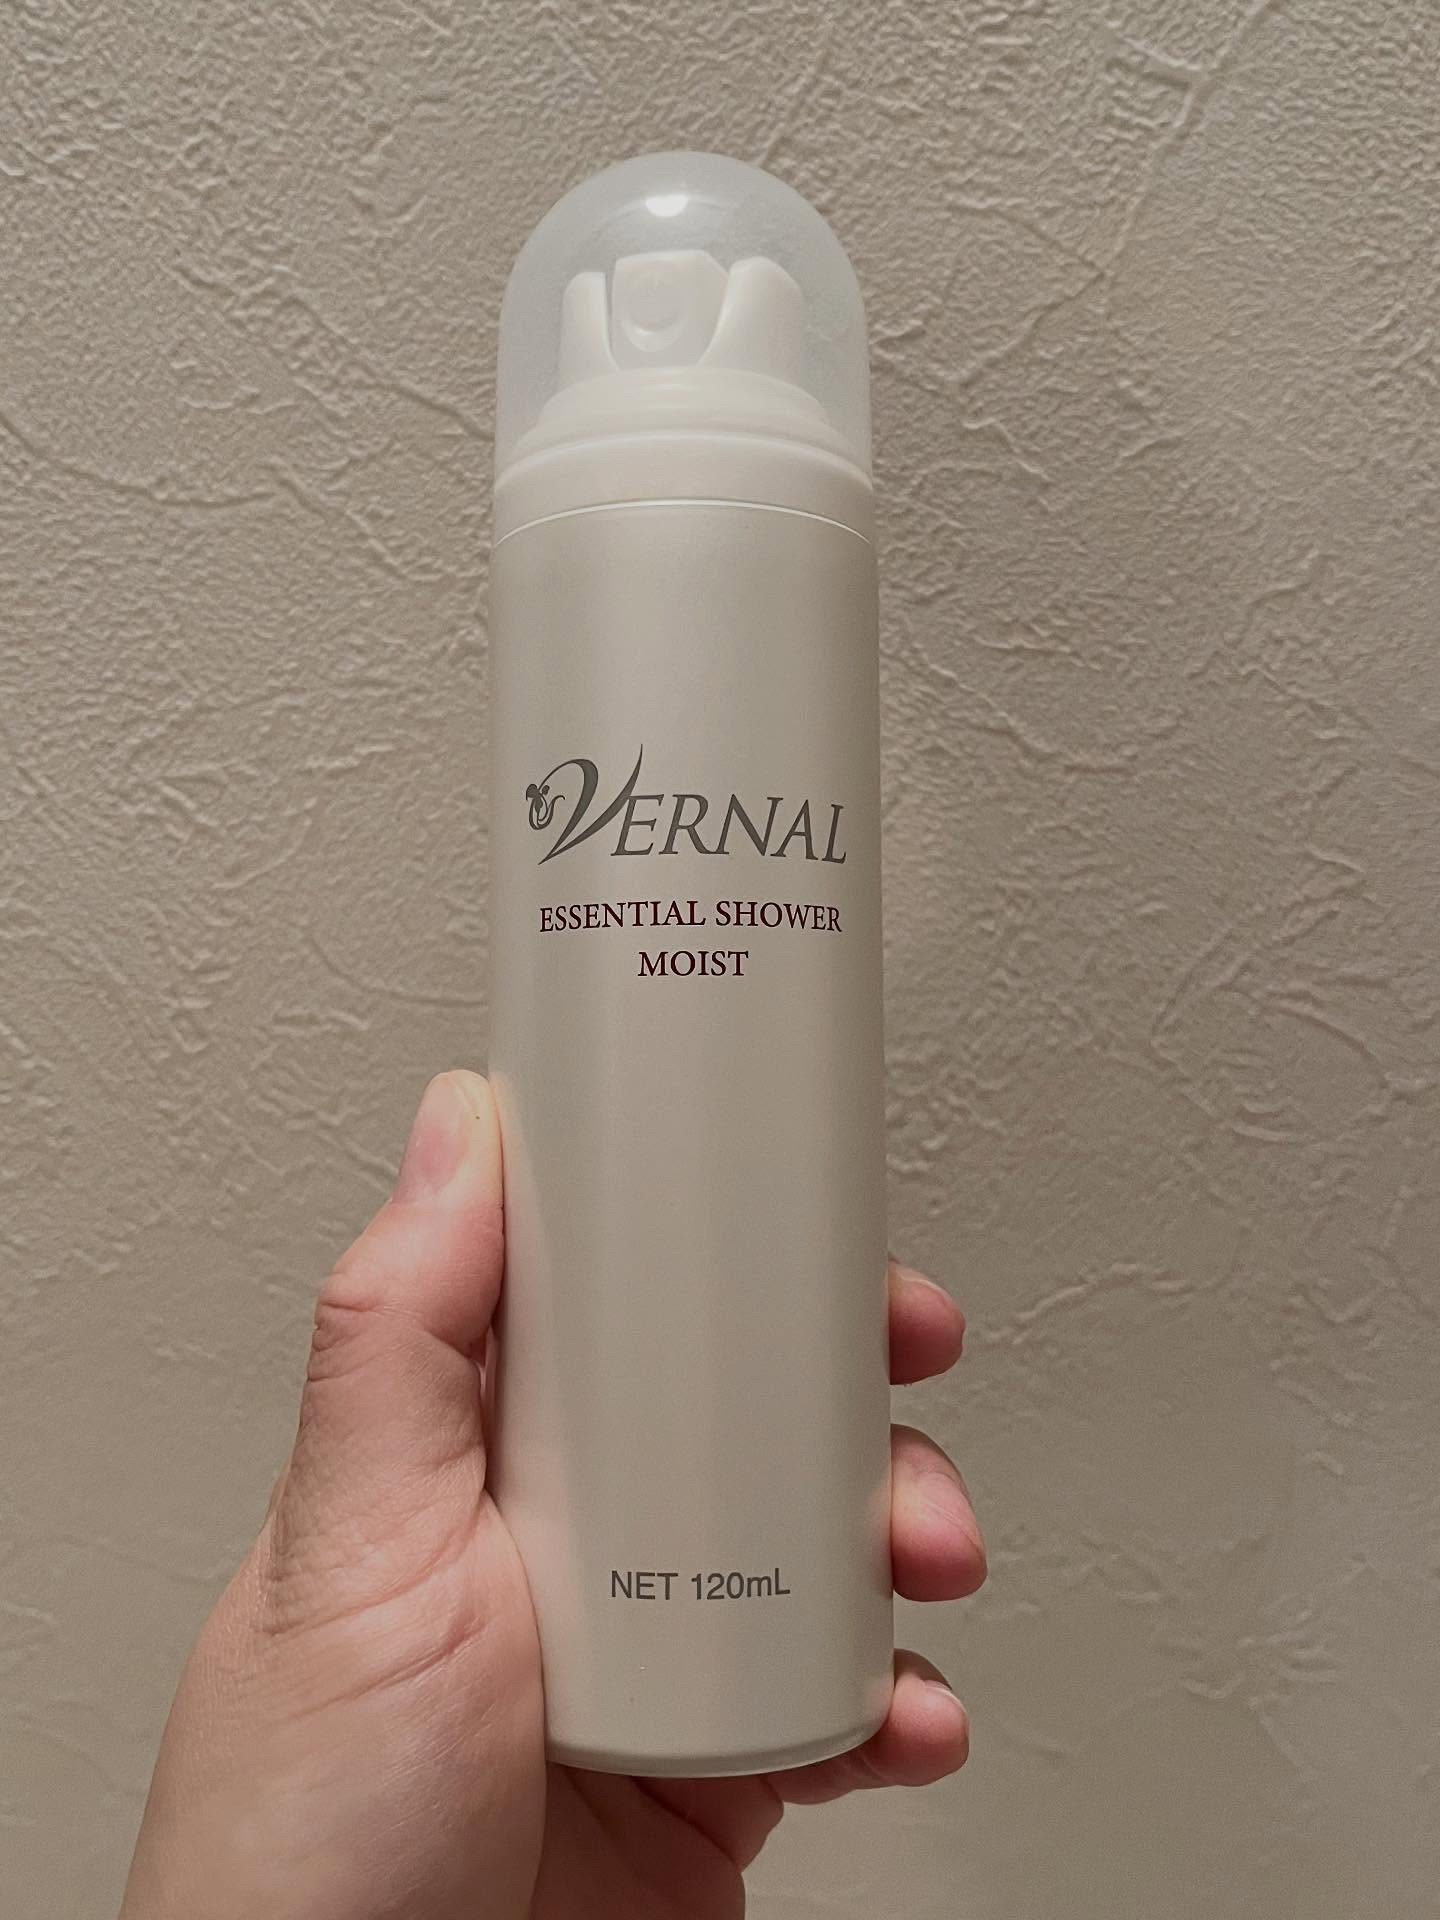 VERNAL
ESSENTIAL SHOWER
MOIST
NET 120mL